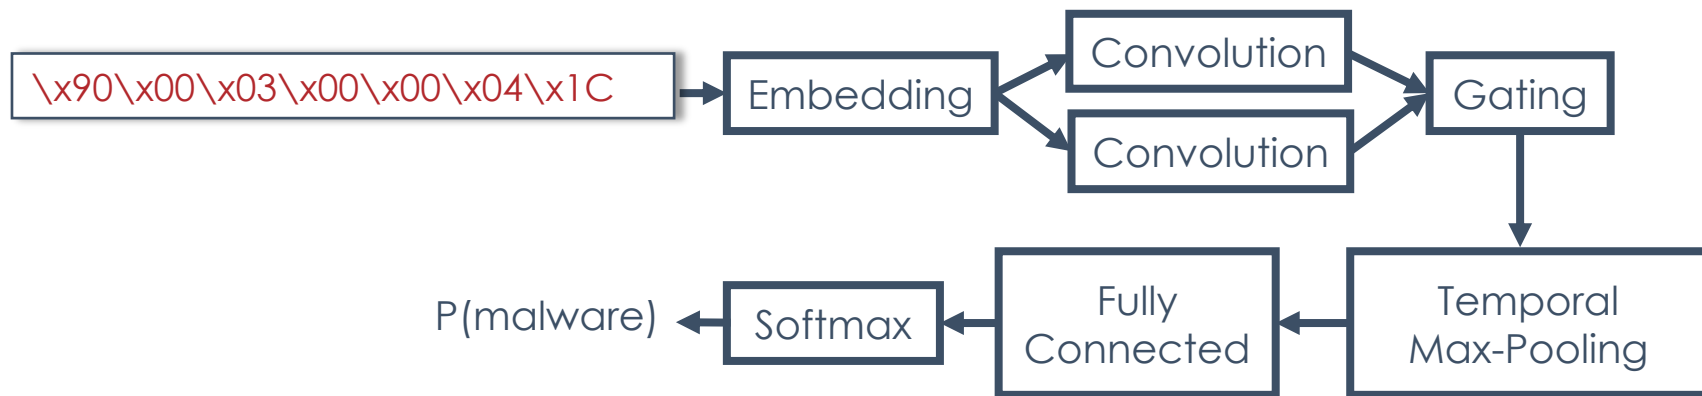 \x90\x00\x03\x00\x00\x04\x1C
Embedding
Convolution
Convolution
Gating
Temporal
Max-Pooling
Fully
Connected
Softmax
P(malware)